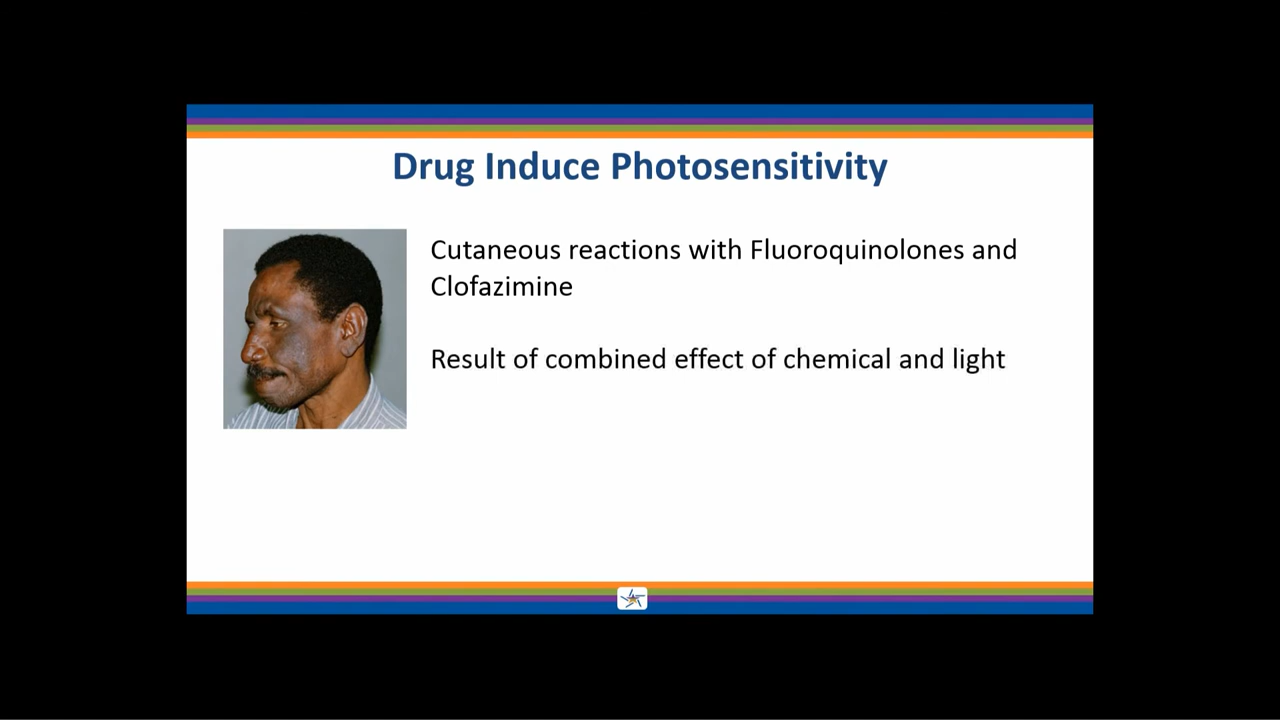 Drug Induce Photosensitivity
Cutaneous reactions with Fluoroquinolones and
Clofazimine
Result of combined effect of chemical and light